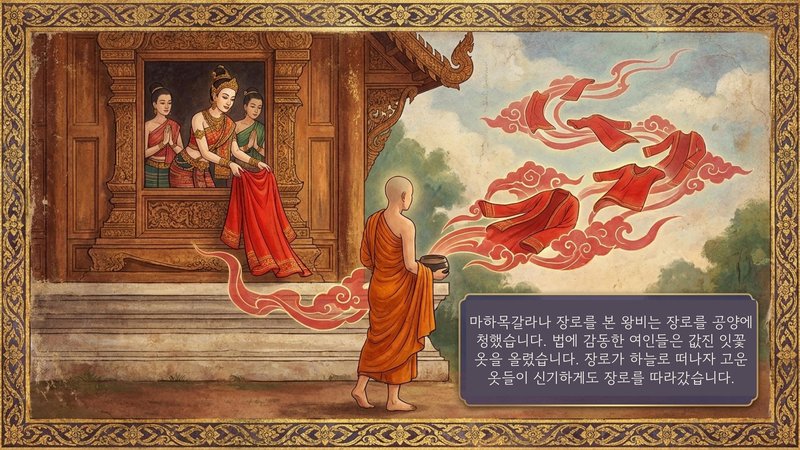 마하목갈라나 장로를 본 왕비는 장로를 공양에
청했습니다. 법에 감동한 여인들은 값진 잇꽃
옷을 올렸습니다. 장로가 하늘로 떠나자 고운
옷들이 신기하게도 장로를 따라갔습니다.